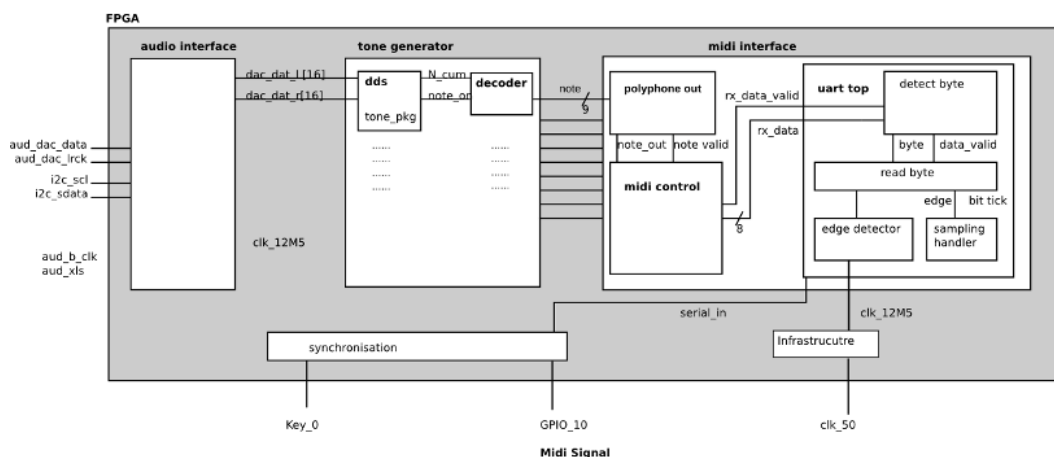 FPGA
audio interface
tone generator
midi interface
dac_dat_l [16]
dac_dat_r[16]
dds
tone_pkg
N_cum
note_on
decoder
note
9
polyphone out
rx_data_valid
rx_data
uart top
detect byte
note_out
note valid
byte
data_valid
read byte
midi control
8
edge
bit tick
edge detector
sampling
handler
......
......
......
......
......
......
......
......
aud_dac_data
aud_dac_lrck
i2c_scl
i2c_sdata
aud_b_clk
aud_xls
clk_12M5
serial_in
clk_12M5
synchronisation
Infrastrucutre
Key_0
GPIO_10
clk_50
Midi Signal